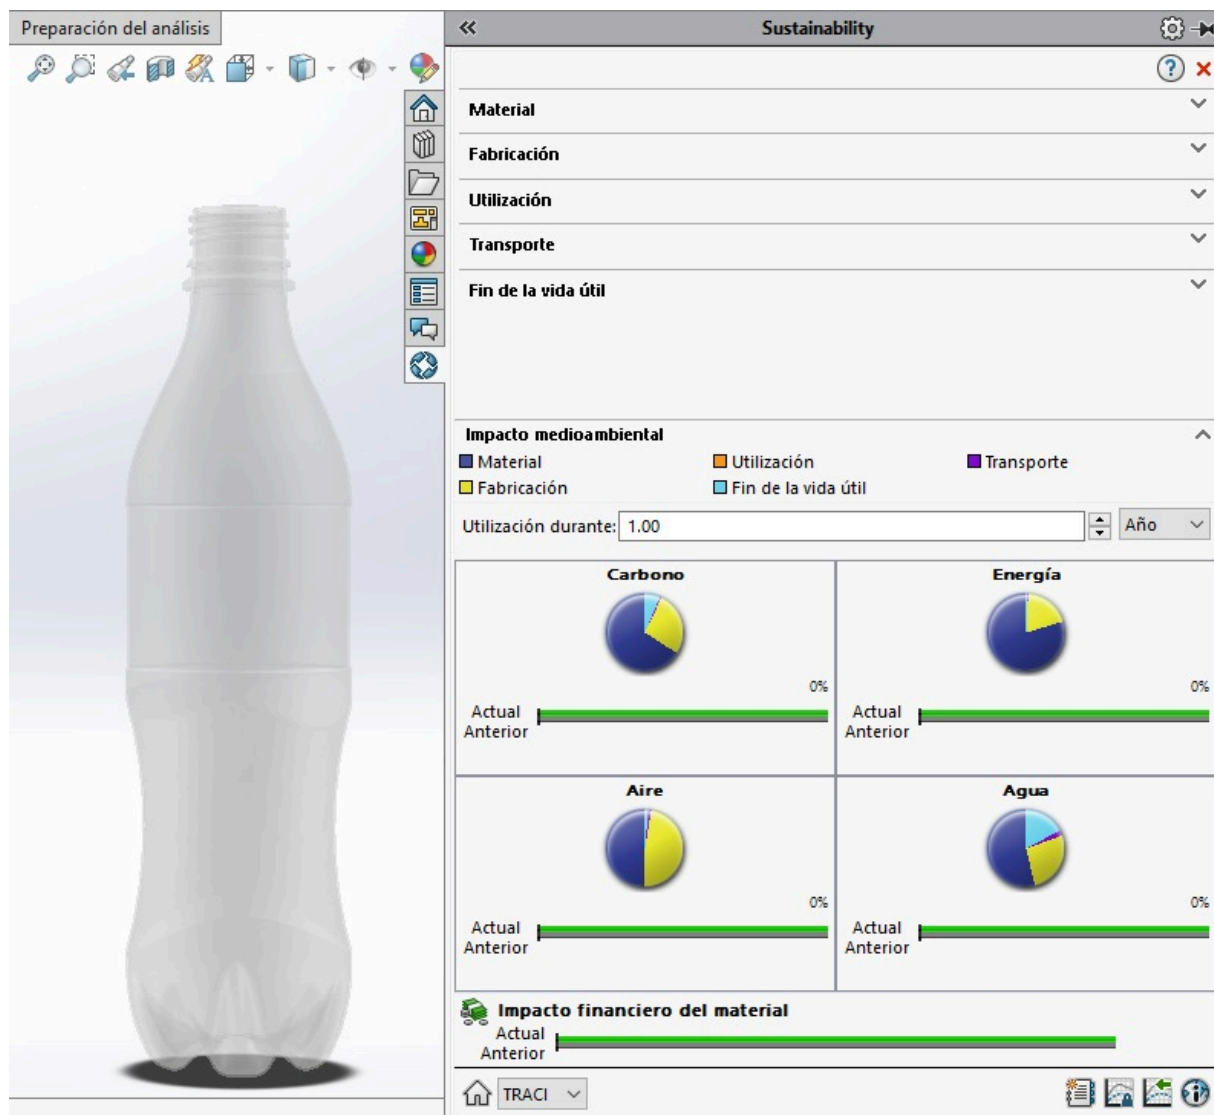 Preparación del análisis
Sustainability
Material
Fabricación
Utilización
Transporte
Fin de la vida útil
Impacto medioambiental
Material
Utilización
Transporte
Fabricación
Fin de la vida útil
Utilización durante: 1.00 Año
Carbono
0%
Actual
Anterior
Energía
0%
Actual
Anterior
Aire
0%
Actual
Anterior
Agua
0%
Actual
Anterior
Impacto financiero del material
Actual
Anterior
TRACI